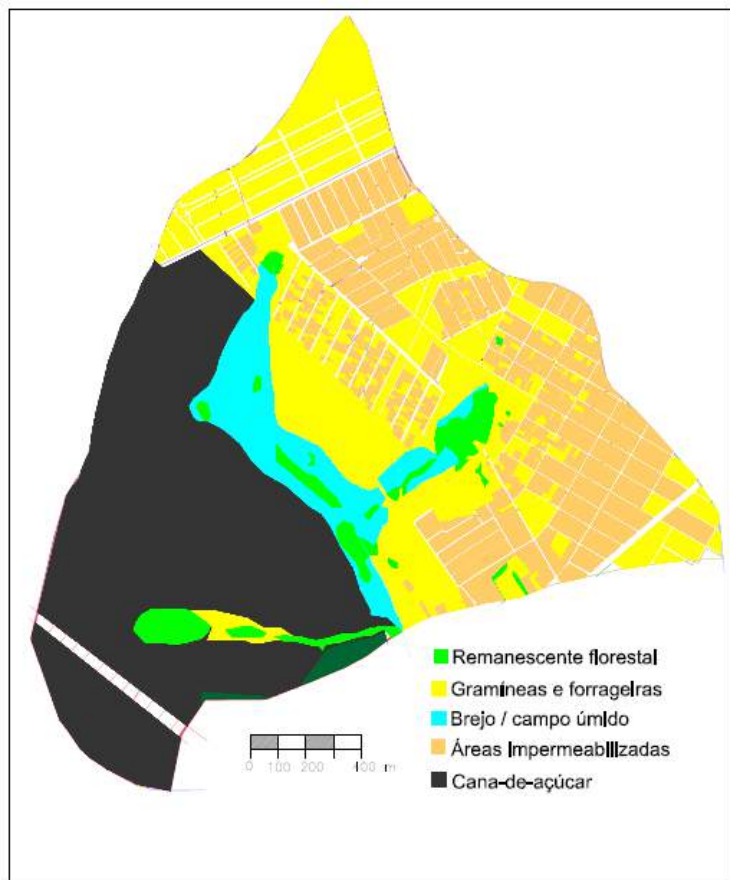 Remanescente florestal
Gramíneas e forrageiras
Brejo / campo úmido
Áreas Impermeabilizadas
Cana-de-açúcar
0 100 200 400 m